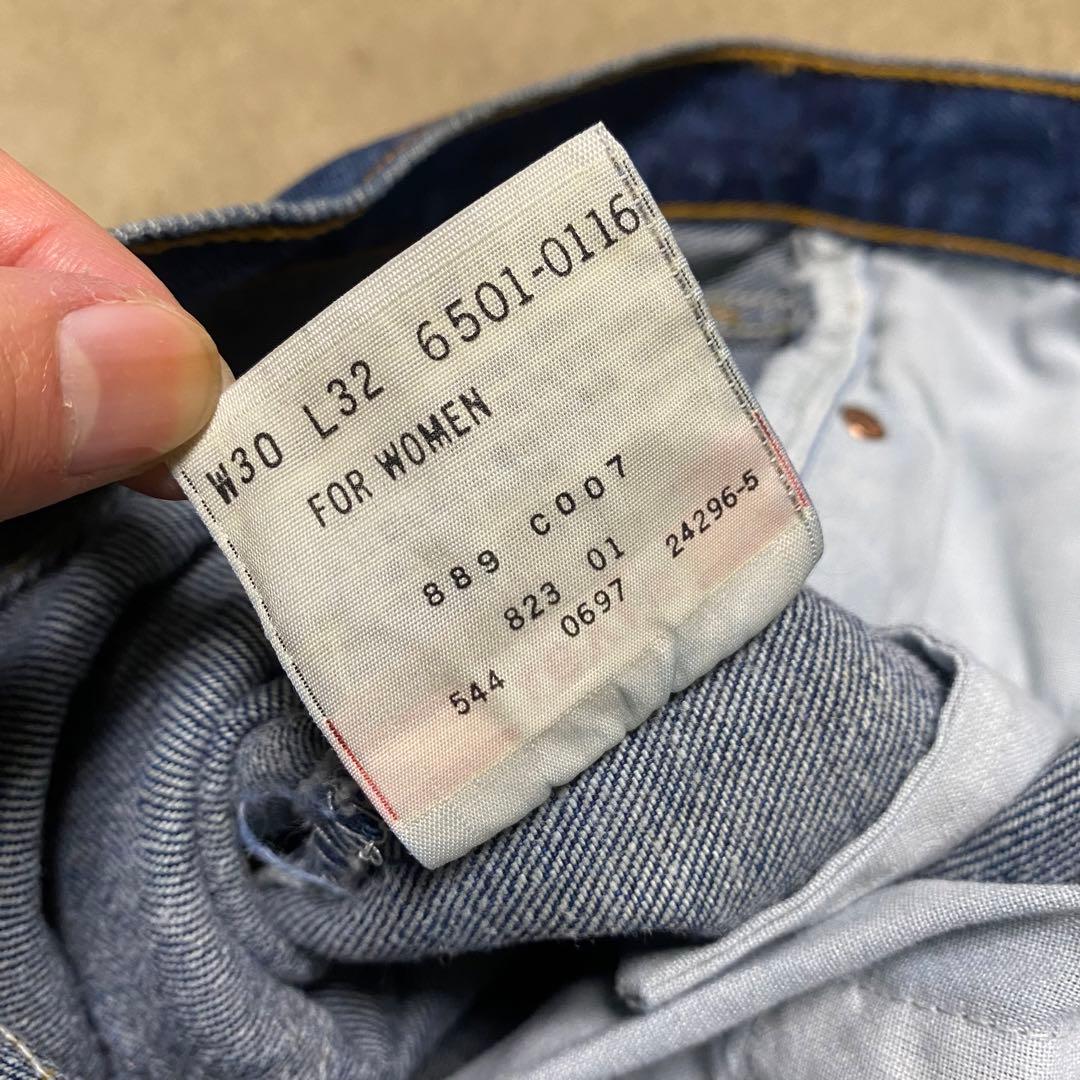 W30 L32 6501-0116
FOR WOMEN
889 C007
823 01 24296-5
544 0697